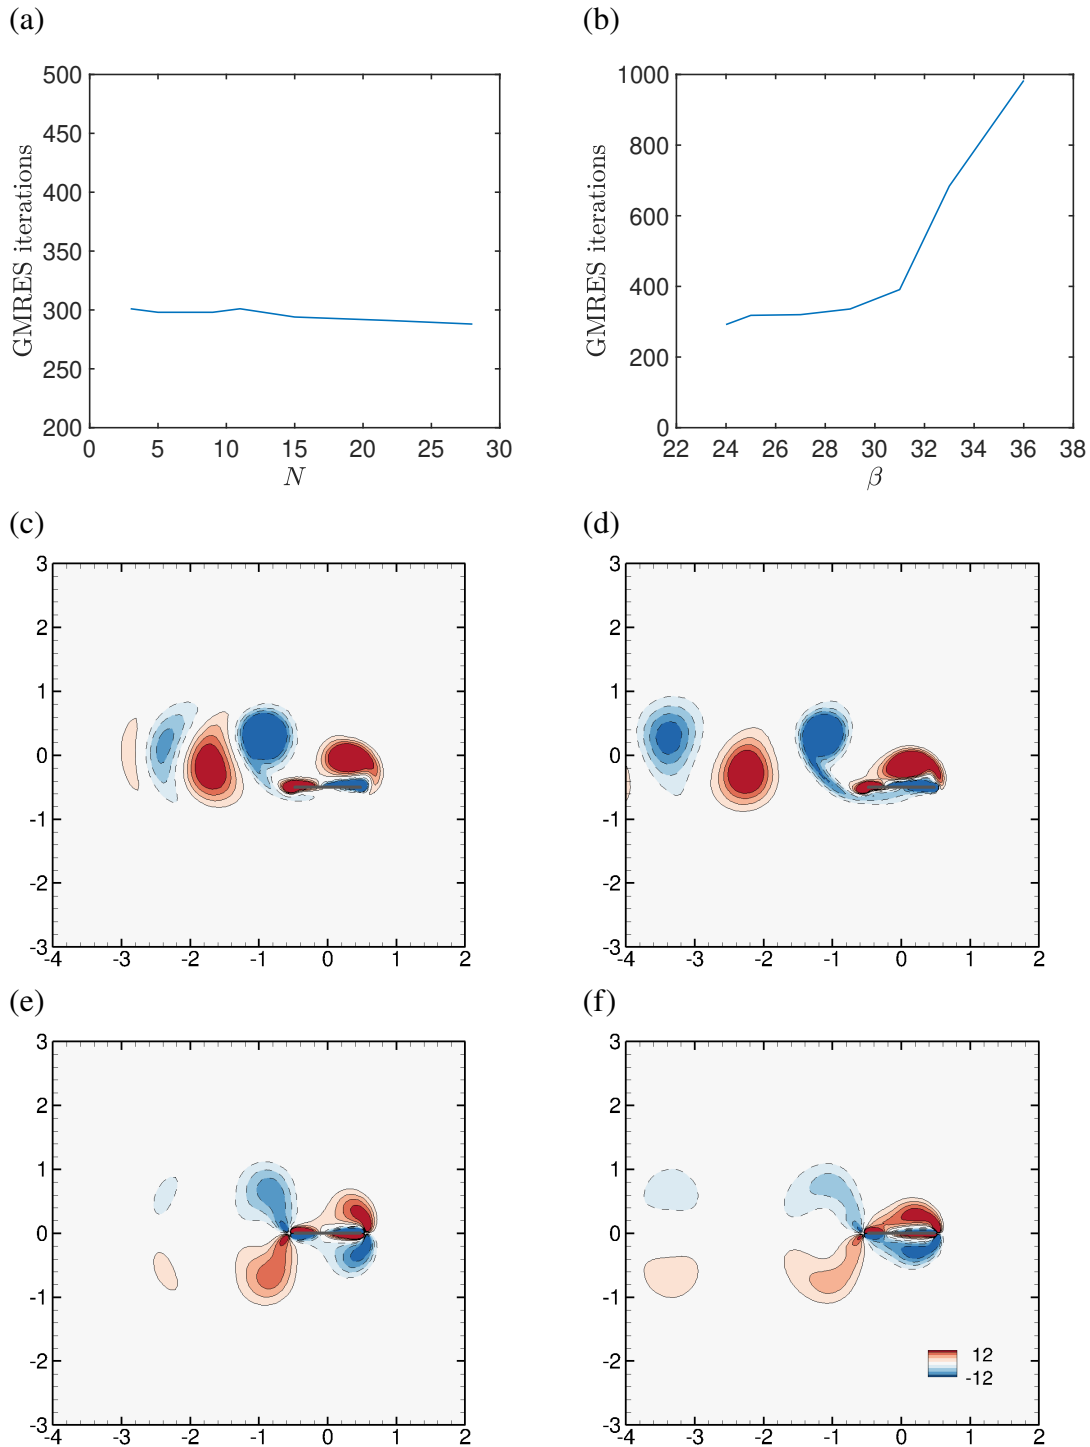 (a)
(b)
500
450
400
350
300
250
200
0 5 10 15 20 25 30
GMRES iterations
N
1000
800
600
400
200
0
22 24 26 28 30 32 34 36 38
GMRES iterations
β
(c)
(d)
3
2
1
0
-1
-2
-3
-4 -3 -2 -1 0 1 2
3
2
1
0
-1
-2
-3
-4 -3 -2 -1 0 1 2
(e)
(f)
3
2
1
0
-1
-2
-3
-4 -3 -2 -1 0 1 2
3
2
1
0
-1
-2
-3
-4 -3 -2 -1 0 1 2
12
-12